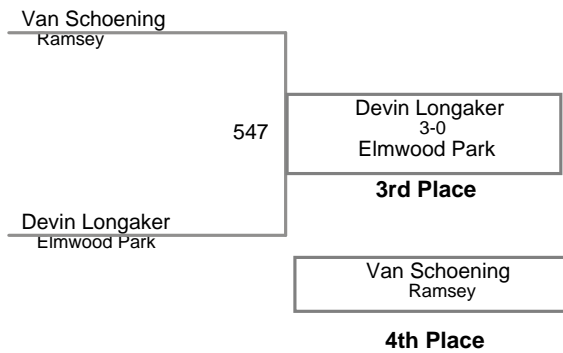 Van Schoening
Ramsey
547
Devin Longaker
3-0
Elmwood Park
3rd Place
Devin Longaker
Elmwood Park
Van Schoening
Ramsey
4th Place